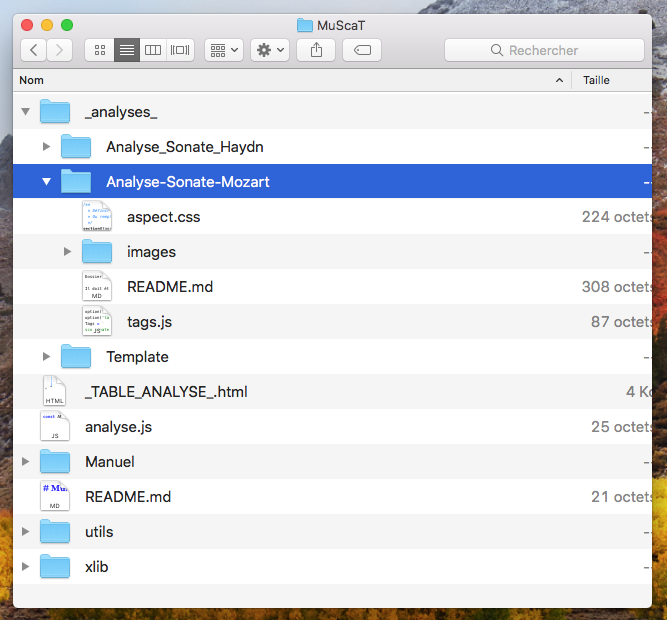 MuScaT
Rechercher
Nom Taille
_analyses_ --
Analyse_Sonate_Haydn --
Analyse-Sonate-Mozart --
aspect.css 224 octets
images --
README.md 308 octets
tags.js 87 octets
Template --
_TABLE_ANALYSE_.html 4 Ko
analyse.js 25 octets
Manuel --
README.md 21 octets
utils --
xlib --